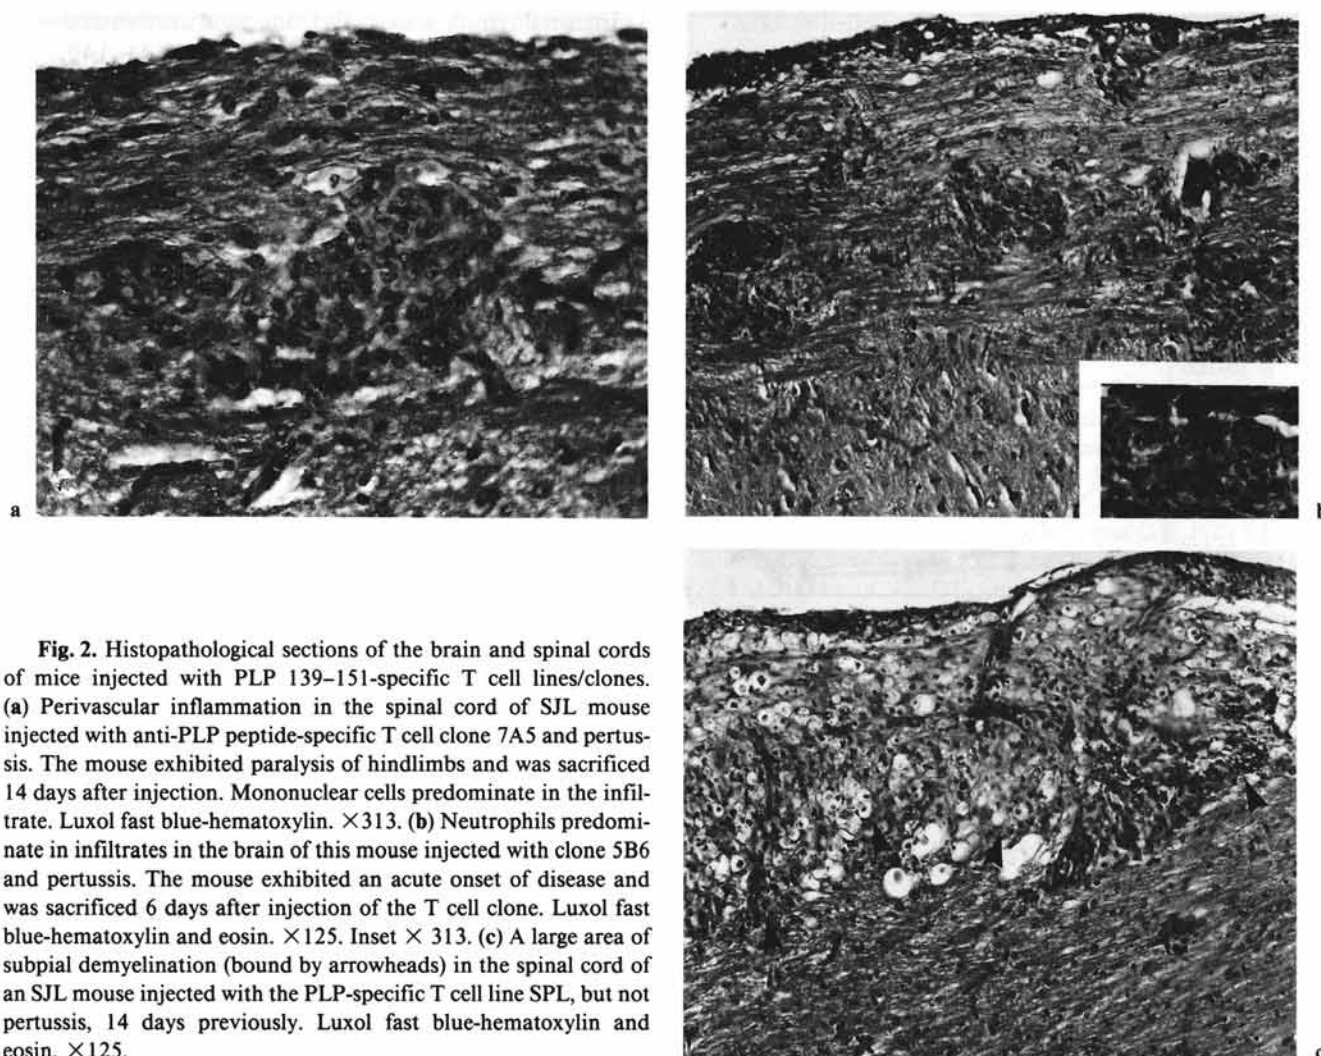 a
b
Fig. 2. Histopathological sections of the brain and spinal cords
of mice injected with PLP 139–151-specific T cell lines/clones.
(a) Perivascular inflammation in the spinal cord of SJL mouse
injected with anti-PLP peptide-specific T cell clone 7A5 and pertus-
sis. The mouse exhibited paralysis of hindlimbs and was sacrificed
14 days after injection. Mononuclear cells predominate in the infil-
trate. Luxol fast blue-hematoxylin. ×313. (b) Neutrophils predomi-
nate in infiltrates in the brain of this mouse injected with clone 5B6
and pertussis. The mouse exhibited an acute onset of disease and
was sacrificed 6 days after injection of the T cell clone. Luxol fast
blue-hematoxylin and eosin. ×125. Inset × 313. (c) A large area of
subpial demyelination (bound by arrowheads) in the spinal cord of
an SJL mouse injected with the PLP-specific T cell line SPL, but not
pertussis, 14 days previously. Luxol fast blue-hematoxylin and
eosin. ×125.